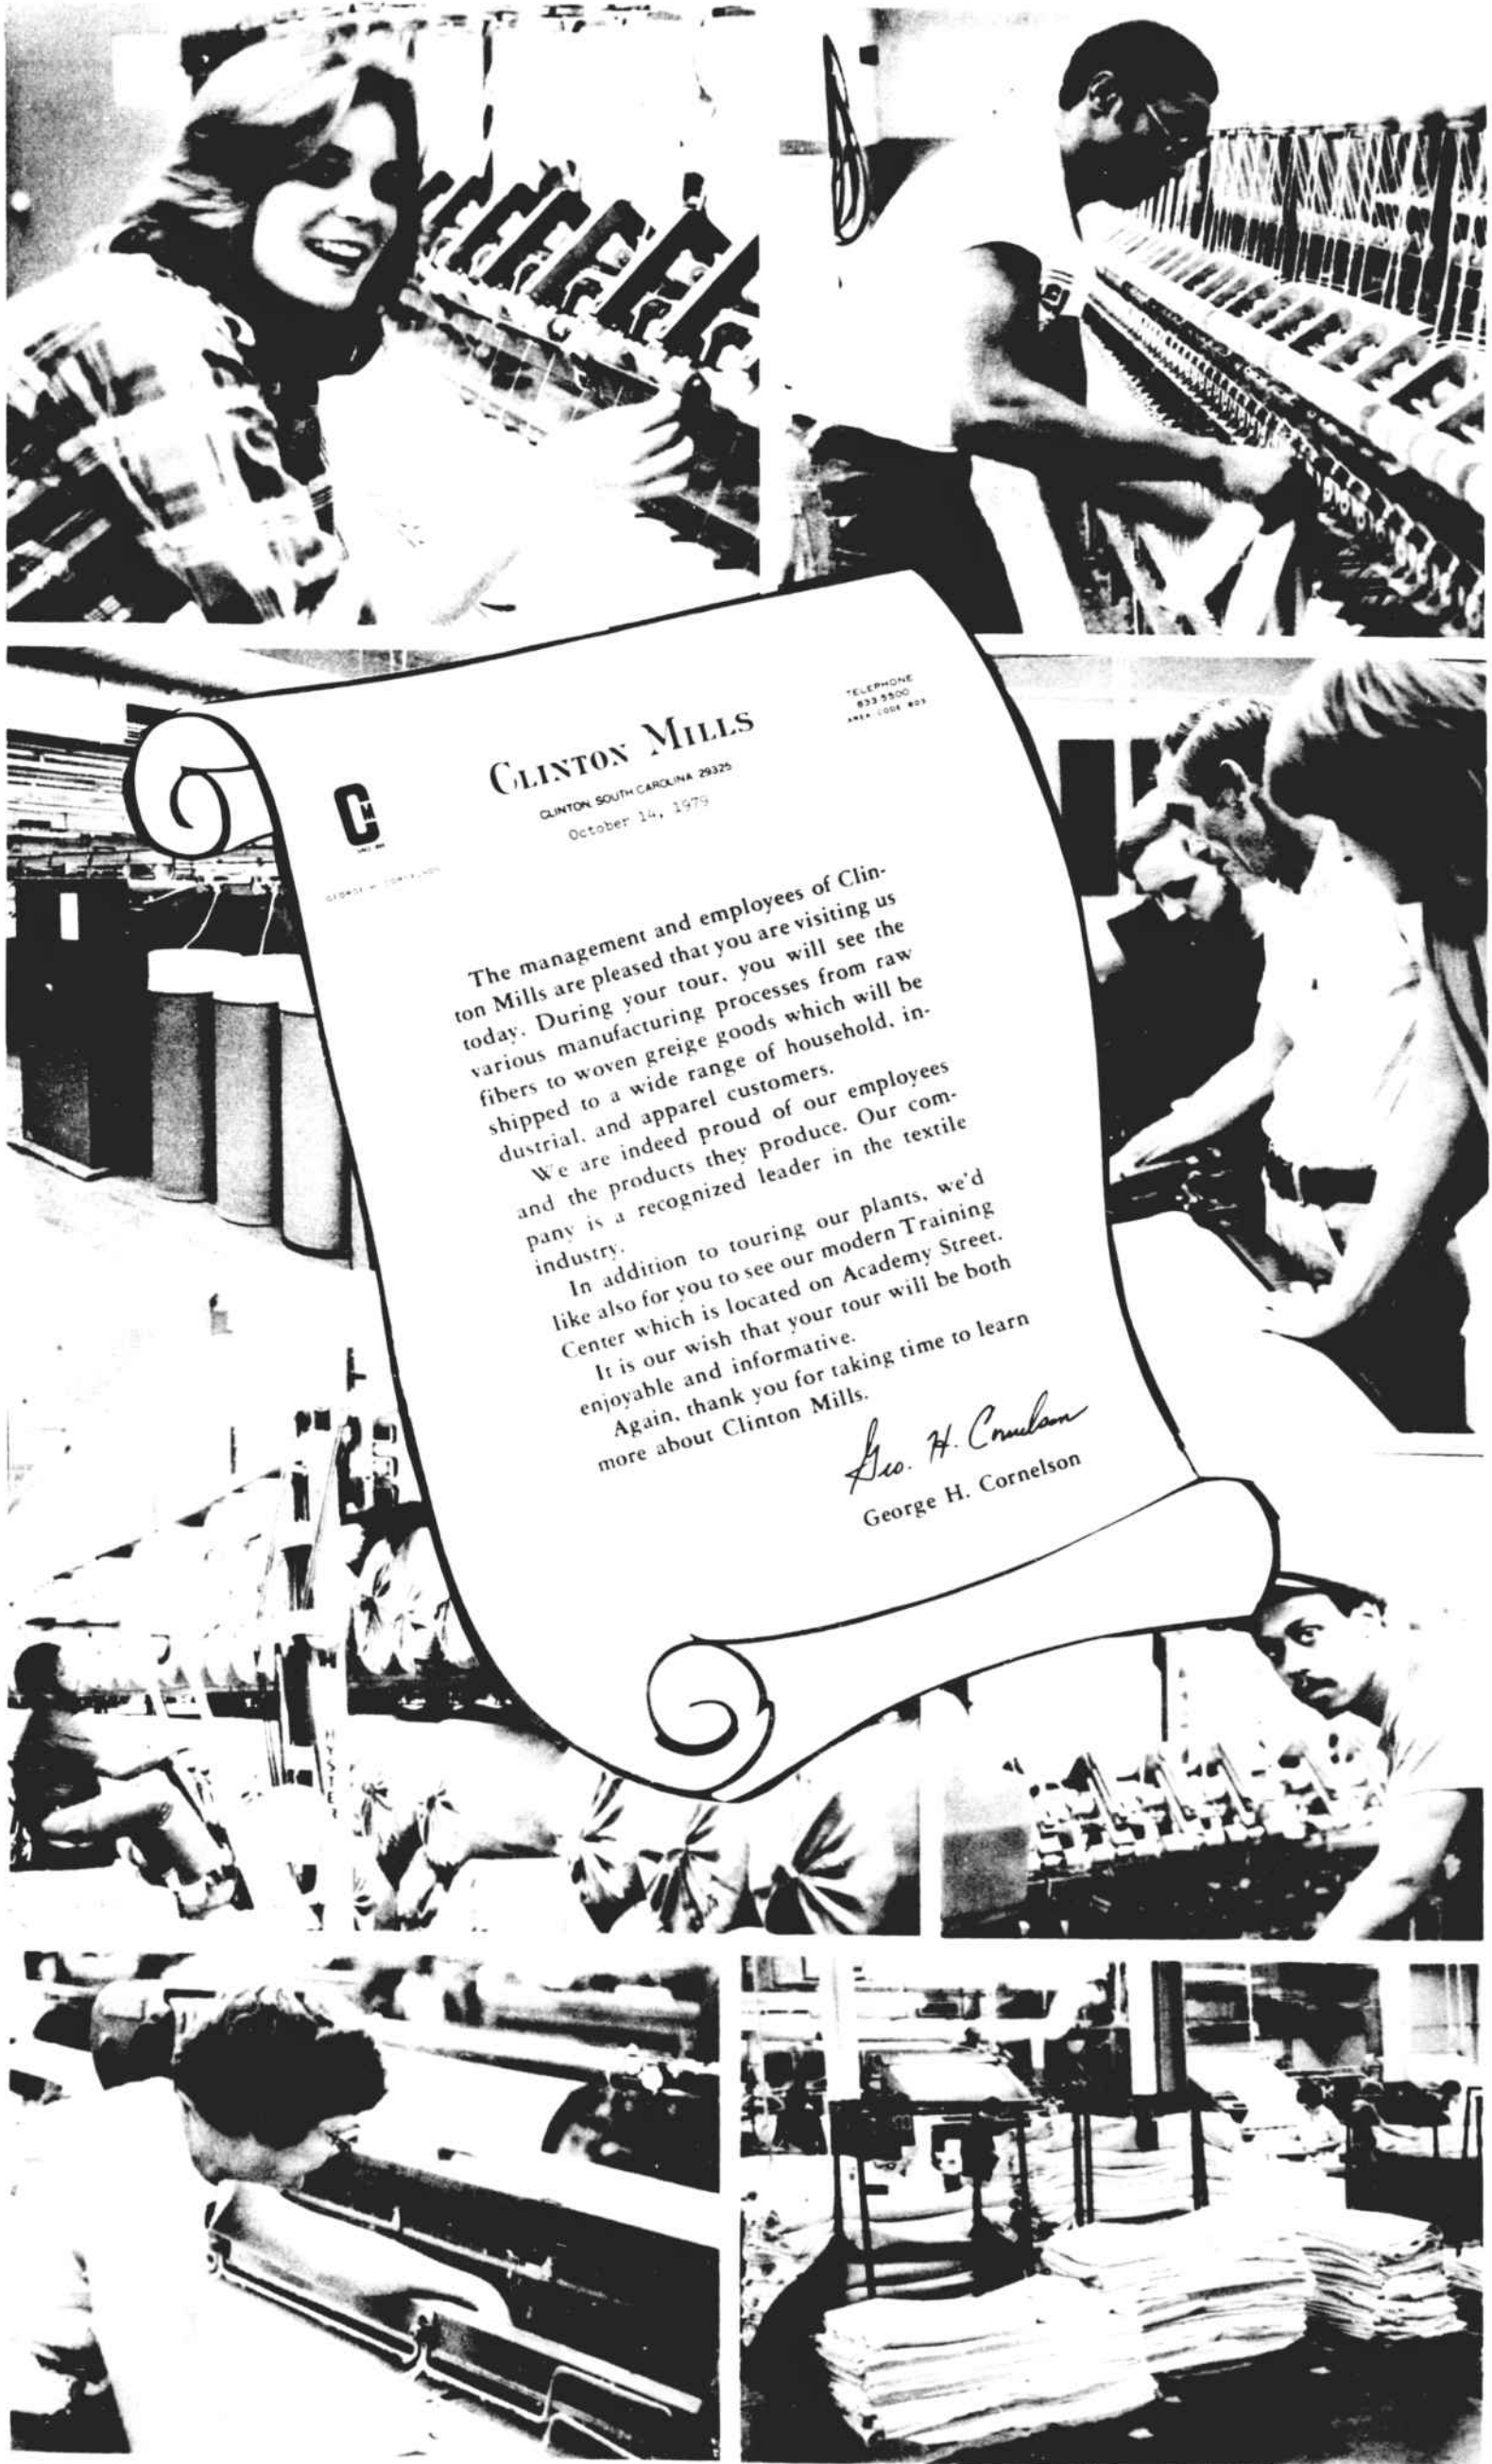 TELEPHONE
833-5500
AREA CODE 803
CLINTON MILLS
CLINTON, SOUTH CAROLINA 29325
October 14, 1979
CM
GEORGE H. CORNELSON
The management and employees of Clin-
ton Mills are pleased that you are visiting us
today. During your tour, you will see the
various manufacturing processes from raw
fibers to woven greige goods which will be
shipped to a wide range of household, in-
dustrial, and apparel customers.
We are indeed proud of our employees
and the products they produce. Our com-
pany is a recognized leader in the textile
industry.
In addition to touring our plants, we'd
like also for you to see our modern Training
Center which is located on Academy Street.
It is our wish that your tour will be both
enjoyable and informative.
Again, thank you for taking time to learn
more about Clinton Mills.
Geo. H. Cornelson
George H. Cornelson
HYSTER